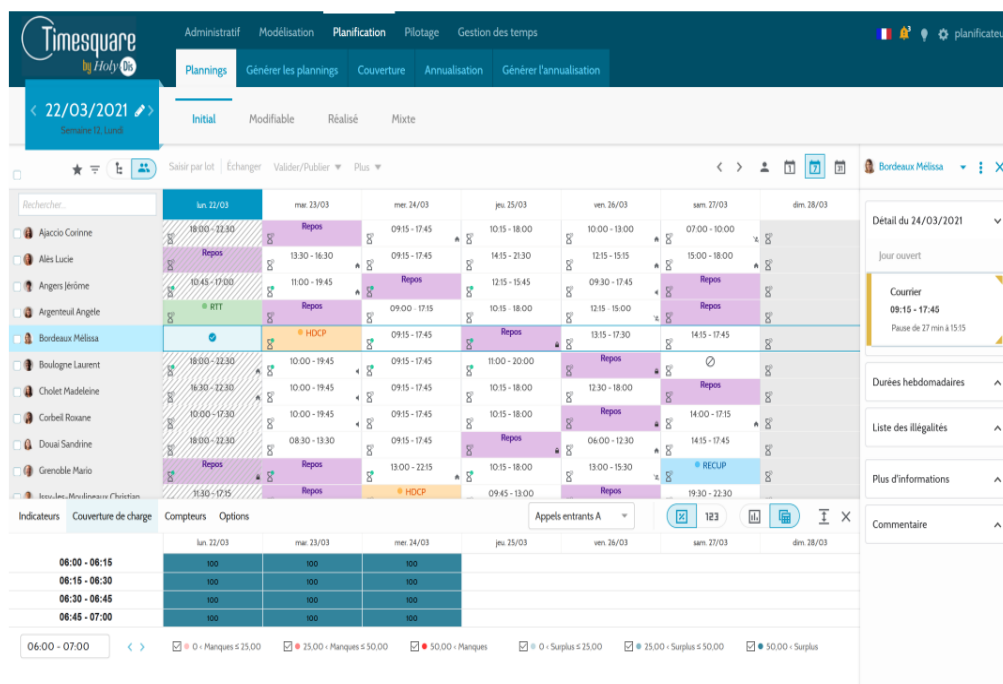 Timesquare
by Holy Dis
Administratif Modélisation Planification Pilotage Gestion des temps
3 planificateu
Plannings Générer les plannings Couverture Annualisation Générer l'annualisation
22/03/2021
Semaine 12, Lundi
Initial Modifiable Réalisé Mixte
Saisir par lot Échanger Valider/Publier Plus
1 7 31
Bordeaux Mélissa
Rechercher... lun. 22/03 mar. 23/03 mer. 24/03 jeu. 25/03 ven. 26/03 sam. 27/03 dim. 28/03
Ajaccio Corinne 18:00 - 22:30 Repos 09:15 - 17:45 10:15 - 18:00 10:00 - 13:00 07:00 - 10:00
Alès Lucie Repos 13:30 - 16:30 09:15 - 17:45 14:15 - 21:30 12:15 - 15:15 15:00 - 18:00
Angers Jérôme 10:45 - 17:00 11:00 - 19:45 Repos 12:15 - 15:45 09:30 - 17:45 Repos
Argenteuil Angele RTT Repos 09:00 - 17:15 10:15 - 18:00 12:15 - 15:00 Repos
Bordeaux Mélissa HDCP 09:15 - 17:45 Repos 13:15 - 17:30 14:15 - 17:45
Boulogne Laurent 18:00 - 22:30 10:00 - 19:45 09:15 - 17:45 11:00 - 20:00 Repos
Cholet Madeleine 16:30 - 22:30 10:00 - 19:45 09:15 - 17:45 10:15 - 18:00 12:30 - 18:00 Repos
Corbeil Roxane 10:00 - 17:30 10:00 - 19:45 09:15 - 17:45 10:15 - 18:00 Repos 14:00 - 17:15
Douai Sandrine 18:00 - 22:30 08:30 - 13:30 09:15 - 17:45 Repos 06:00 - 12:30 14:15 - 17:45
Grenoble Mario Repos Repos 13:00 - 22:15 10:15 - 18:00 13:00 - 15:30 RECUP
Issy-les-Moulineaux Christian 11:30 - 17:15 Repos HDCP 09:45 - 13:00 Repos 19:30 - 22:30
Détail du 24/03/2021
Jour ouvert
Courrier
09:15 - 17:45
Pause de 27 min à 15:15
Durées hebdomadaires
Liste des illégalités
Plus d'informations
Commentaire
Indicateurs Couverture de charge Compteurs Options Appels entrants A 123
lun. 22/03 mar. 23/03 mer. 24/03 jeu. 25/03 ven. 26/03 sam. 27/03 dim. 28/03
06:00 - 06:15 100 100 100
06:15 - 06:30 100 100 100
06:30 - 06:45 100 100 100
06:45 - 07:00 100 100 100
06:00 - 07:00 0 < Manques ≤ 25,00 25,00 < Manques ≤ 50,00 50,00 < Manques 0 < Surplus ≤ 25,00 25,00 < Surplus ≤ 50,00 50,00 < Surplus